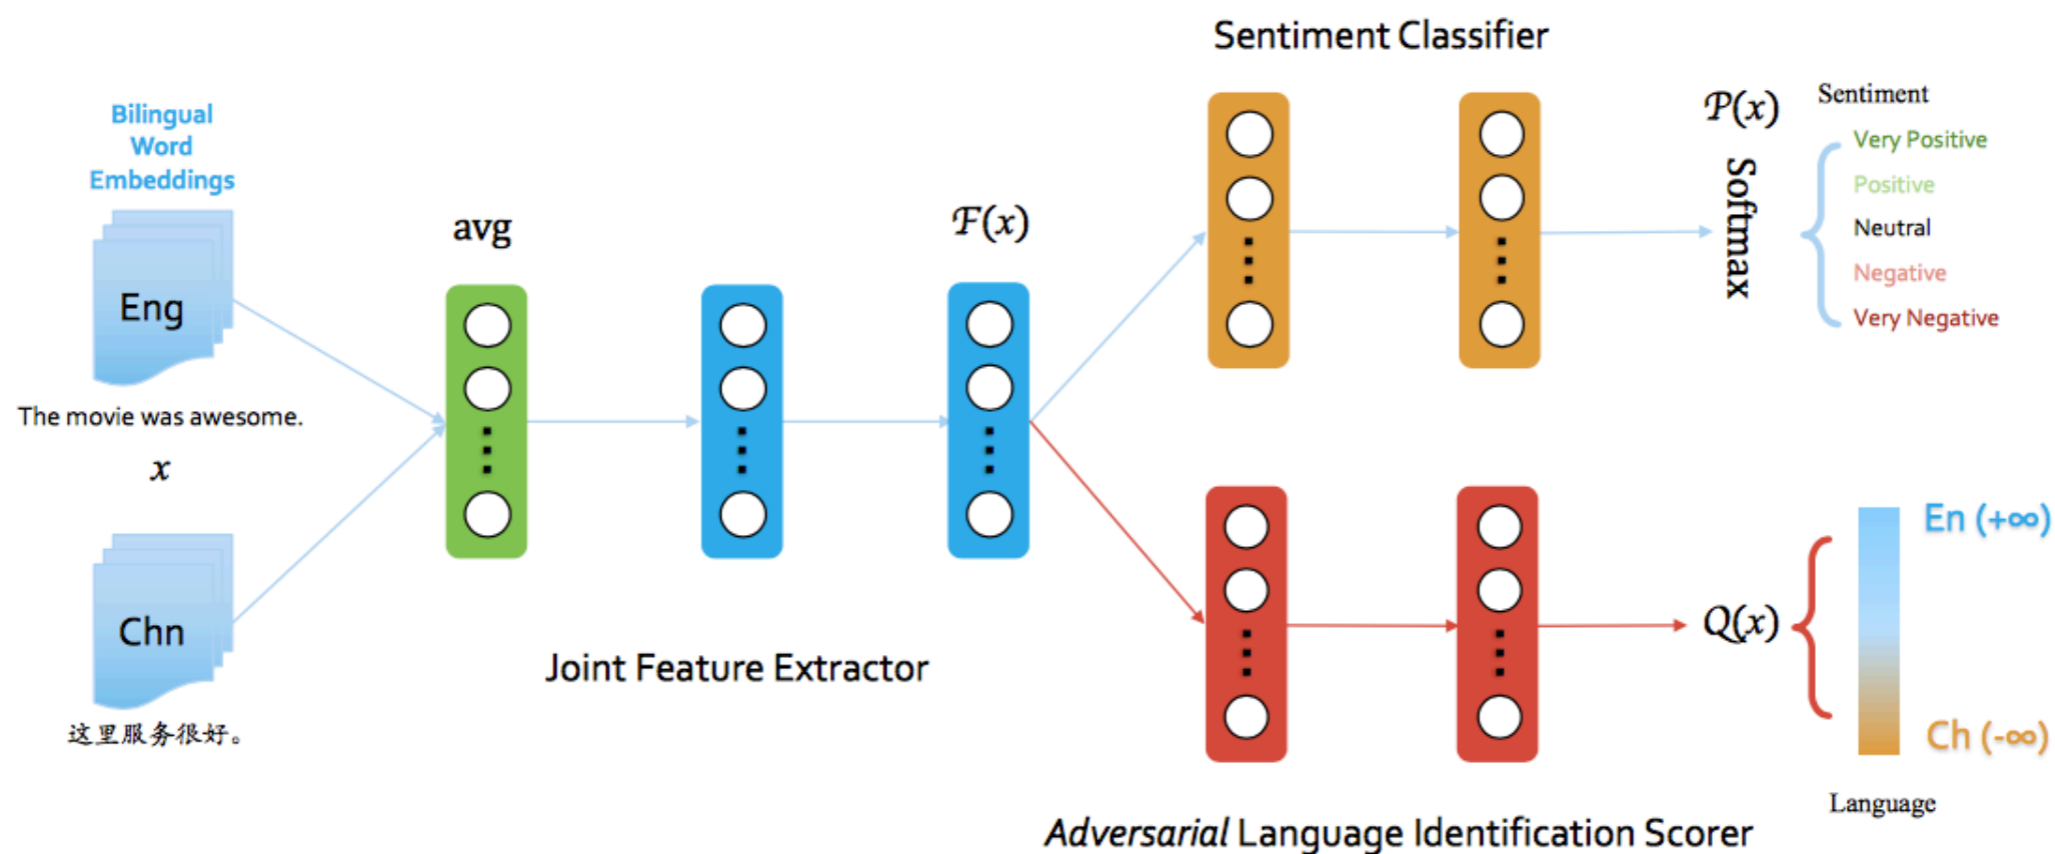 Sentiment Classifier
Bilingual
Word
Embeddings
Eng
The movie was awesome.
x
Chn
这里服务很好。
avg
F(x)
Joint Feature Extractor
P(x)
Softmax
Sentiment
Very Positive
Positive
Neutral
Negative
Very Negative
Q(x)
En (+∞)
Ch (-∞)
Language
Adversarial Language Identification Scorer